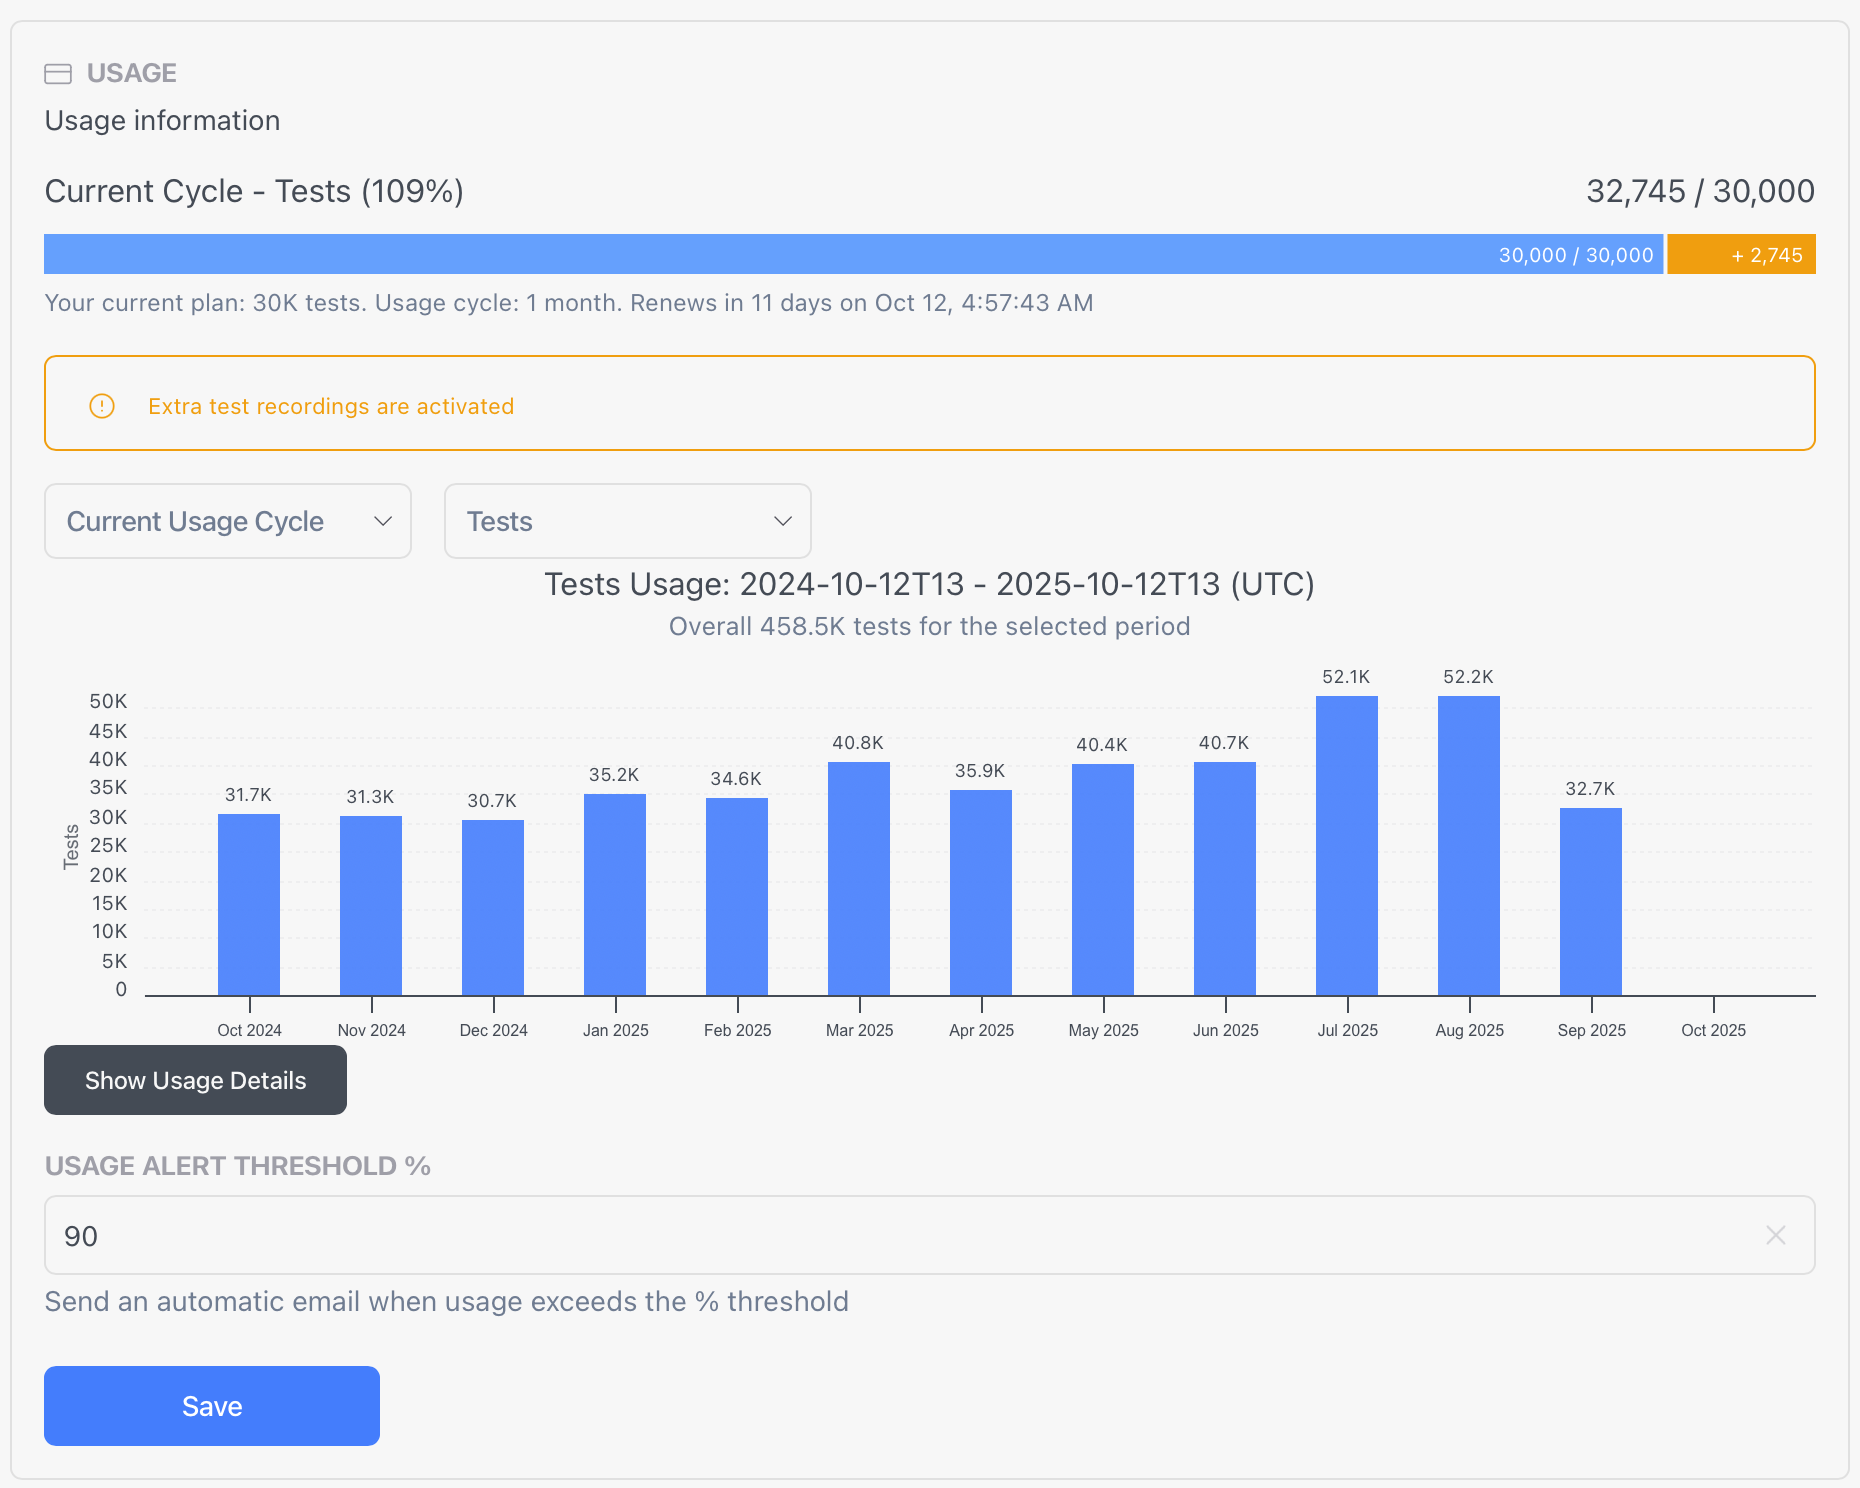 USAGE
Usage information
Current Cycle - Tests (109%)
32,745 / 30,000
30,000 / 30,000
+ 2,745
Your current plan: 30K tests. Usage cycle: 1 month. Renews in 11 days on Oct 12, 4:57:43 AM
Extra test recordings are activated
Current Usage Cycle
Tests
Tests Usage: 2024-10-12T13 - 2025-10-12T13 (UTC)
Overall 458.5K tests for the selected period
Tests
50K
45K
40K
35K
30K
25K
20K
15K
10K
5K
0
31.7K
31.3K
30.7K
35.2K
34.6K
40.8K
35.9K
40.4K
40.7K
52.1K
52.2K
32.7K
Oct 2024
Nov 2024
Dec 2024
Jan 2025
Feb 2025
Mar 2025
Apr 2025
May 2025
Jun 2025
Jul 2025
Aug 2025
Sep 2025
Oct 2025
Show Usage Details
USAGE ALERT THRESHOLD %
90
Send an automatic email when usage exceeds the % threshold
Save